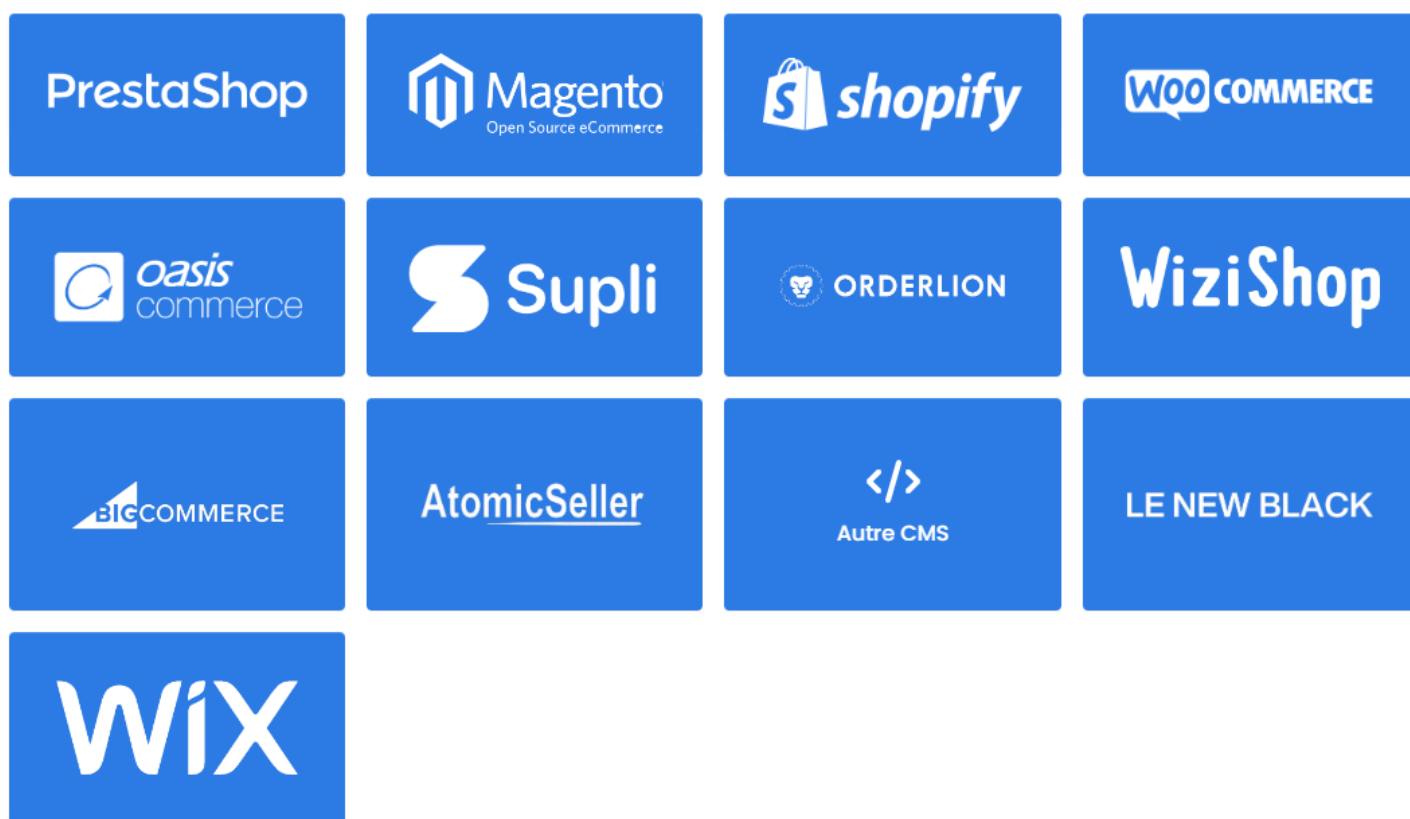 PrestaShop
Magento
Open Source eCommerce
S shopify
WOO COMMERCE
oasis
commerce
Supli
ORDERLION
WiziShop
BIGCOMMERCE
AtomicSeller
</>
Autre CMS
LE NEW BLACK
WiX